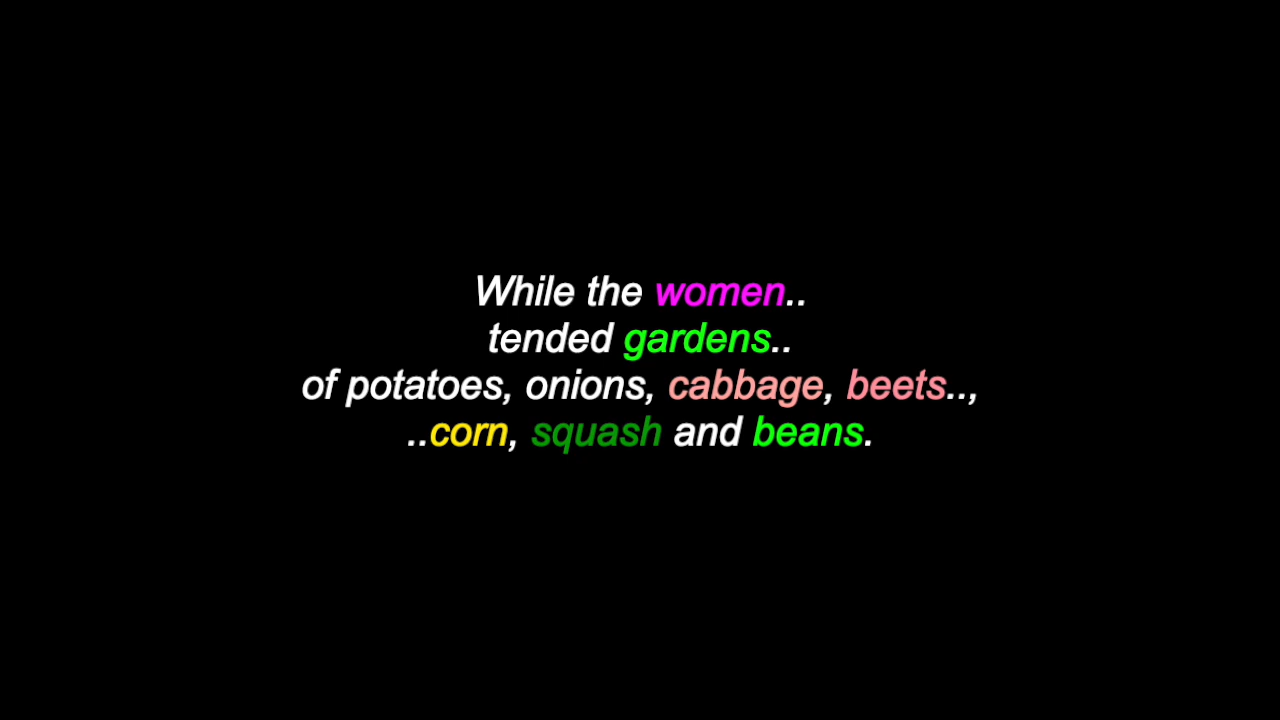 While the women..
tended gardens..
of potatoes, onions, cabbage, beets..,
..corn, squash and beans.